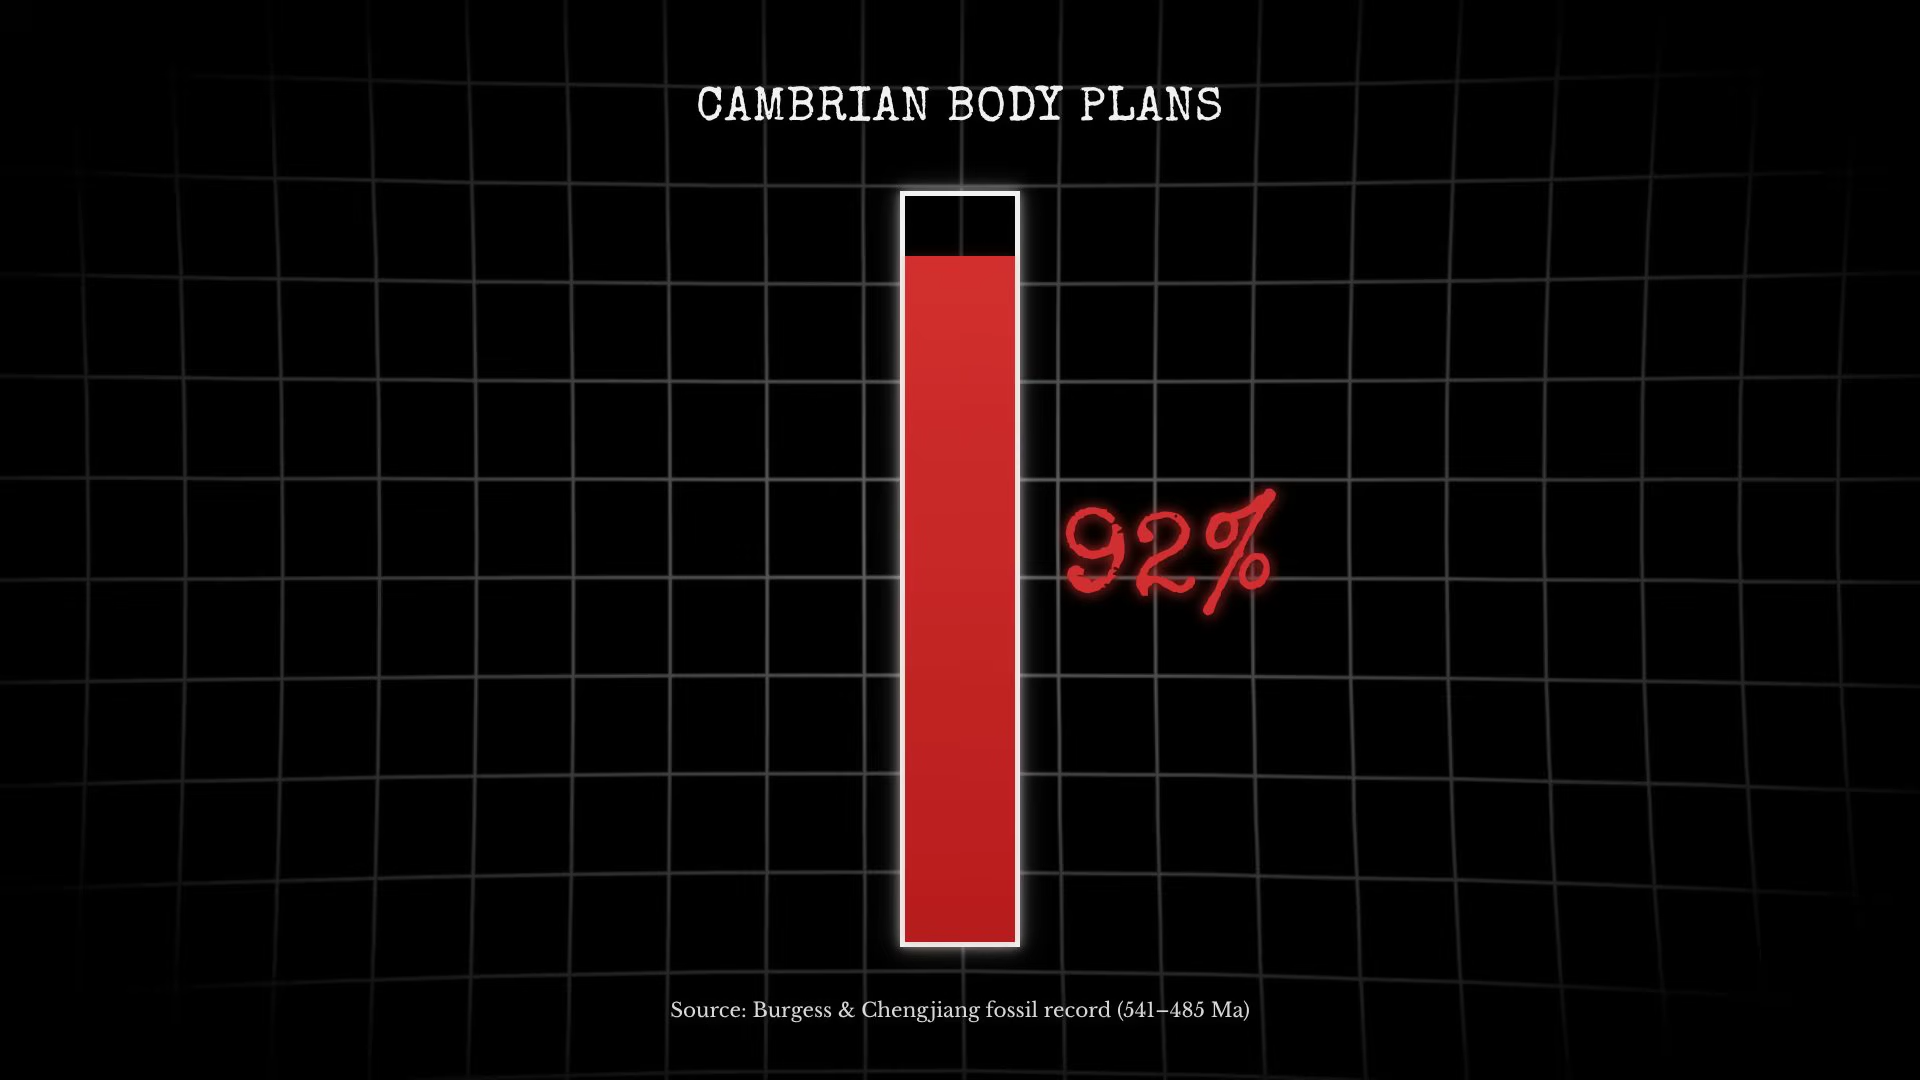 CAMBRIAN BODY PLANS
92%
Source: Burgess & Chengjiang fossil record (541–485 Ma)